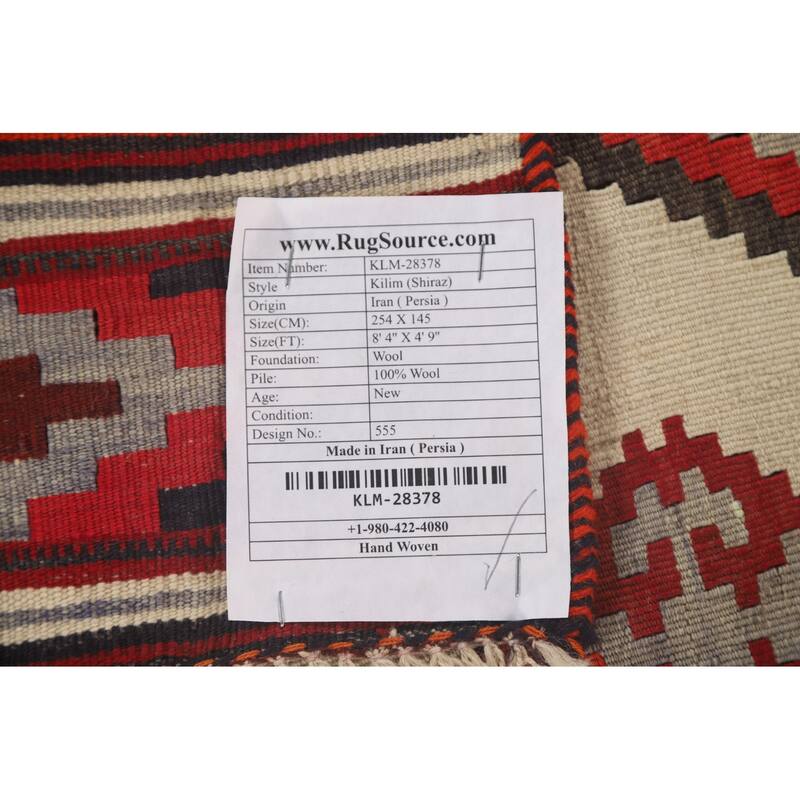 www.RugSource.com
Item Number: KLM-28378
Style Kilim (Shiraz)
Origin Iran ( Persia )
Size(CM): 254 X 145
Size(FT): 8' 4" X 4' 9"
Foundation: Wool
Pile: 100% Wool
Age: New
Condition:
Design No.: 555
Made in Iran ( Persia )
KLM-28378
+1-980-422-4080
Hand Woven